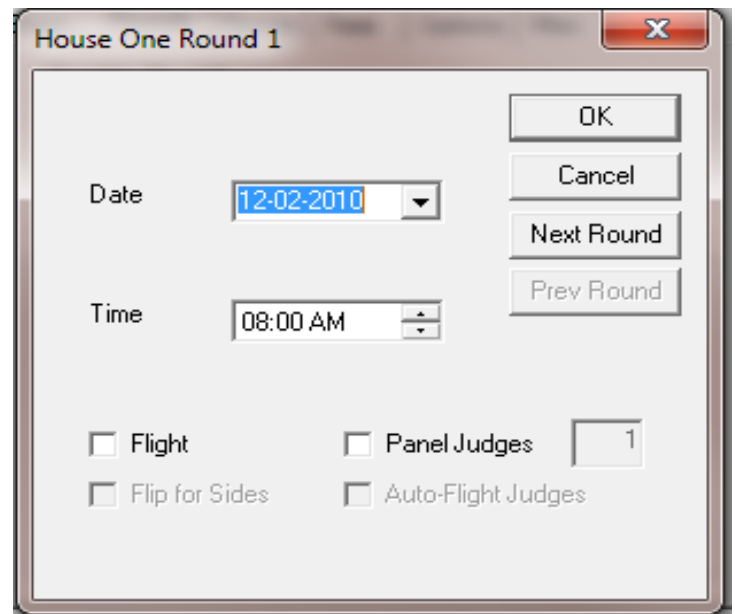 House One Round 1
OK
Cancel
Date
12-02-2010
Next Round
Prev Round
Time
08:00 AM
Flight
Panel Judges
1
Flip for Sides
Auto-Flight Judges